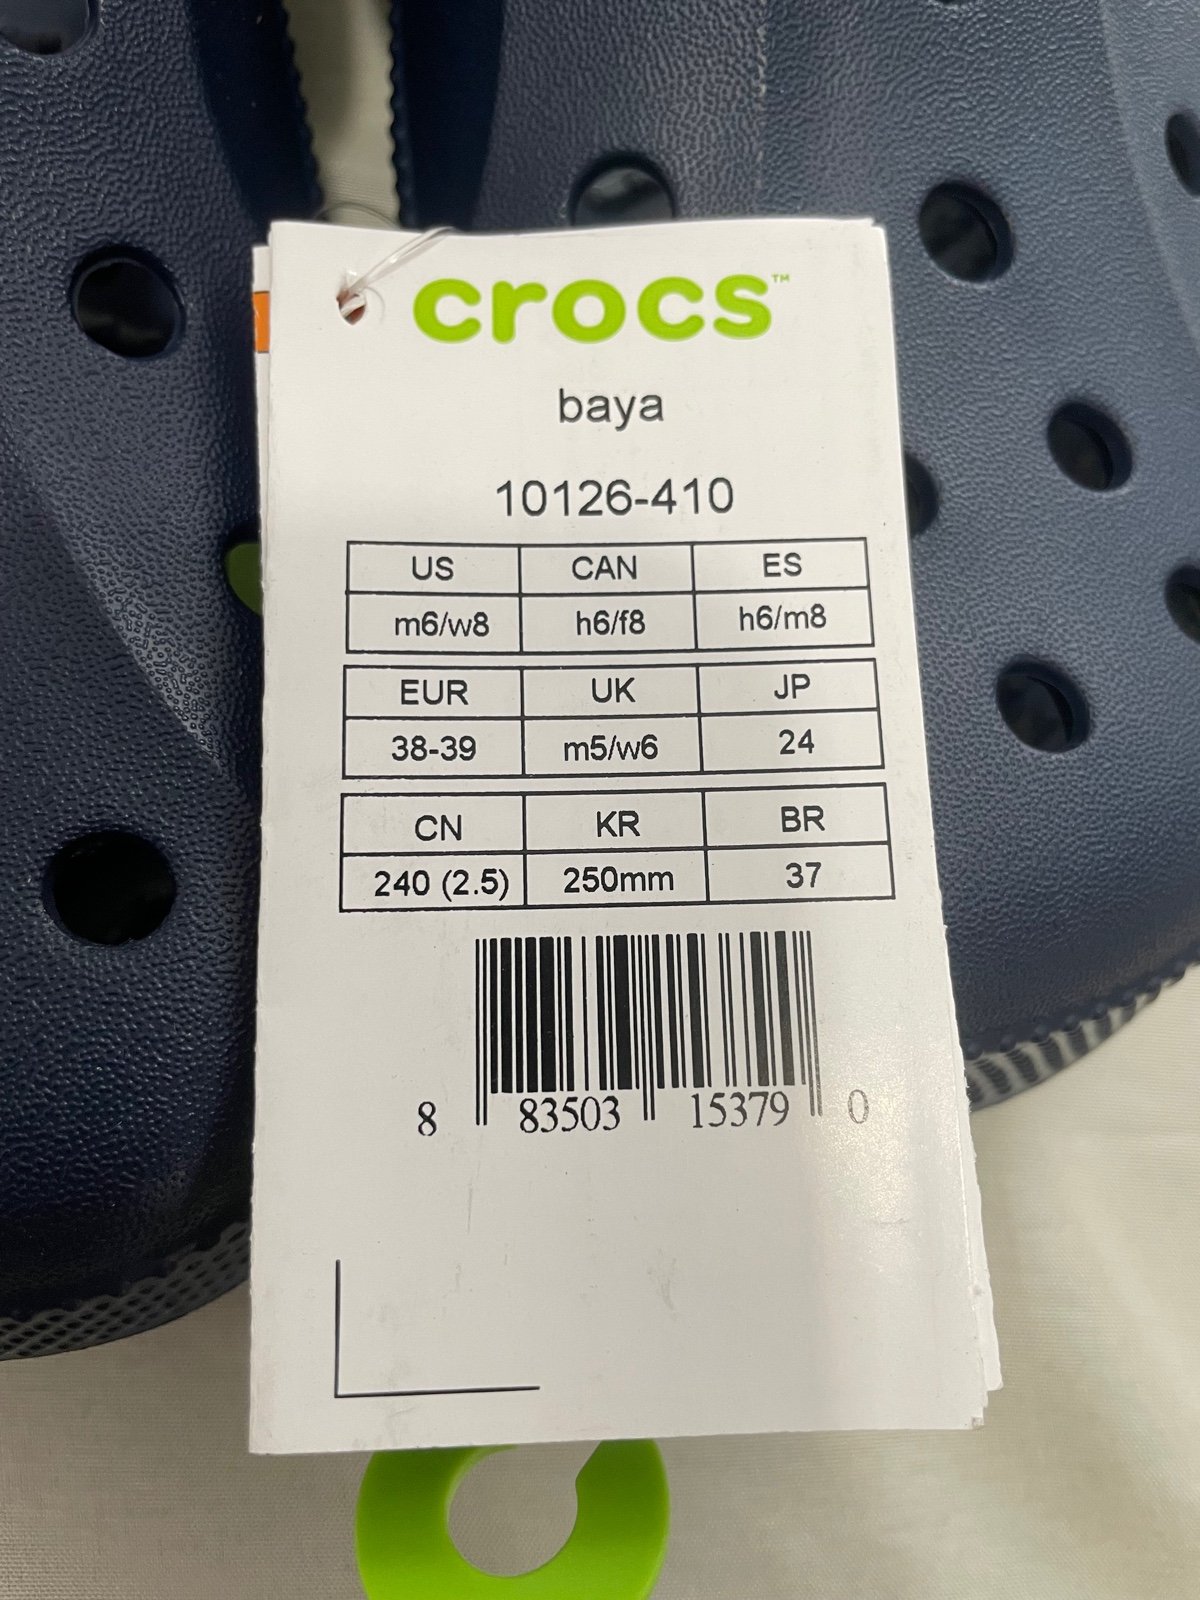 crocs™
baya
10126-410
US CAN ES
m6/w8 h6/f8 h6/m8
EUR UK JP
38-39 m5/w6 24
CN KR BR
240 (2.5) 250mm 37
8 83503 15379 0